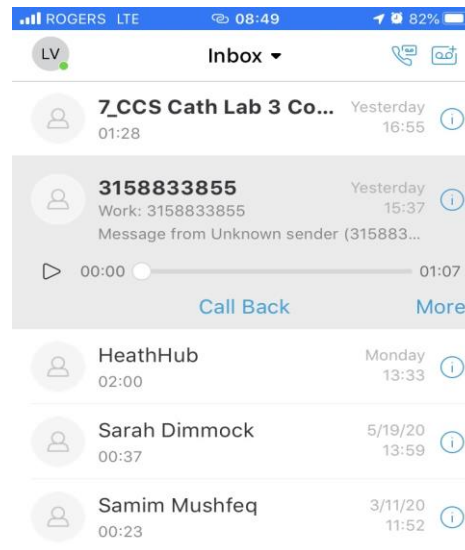 ROGERS LTE 08:49 82%
LV Inbox
7_CCS Cath Lab 3 Co... Yesterday
01:28 16:55
3158833855 Yesterday
Work: 3158833855 15:37
Message from Unknown sender (315883...
00:00 01:07
Call Back More
HeathHub Monday
02:00 13:33
Sarah Dimmock 5/19/20
00:37 13:59
Samim Mushfeq 3/11/20
00:23 11:52